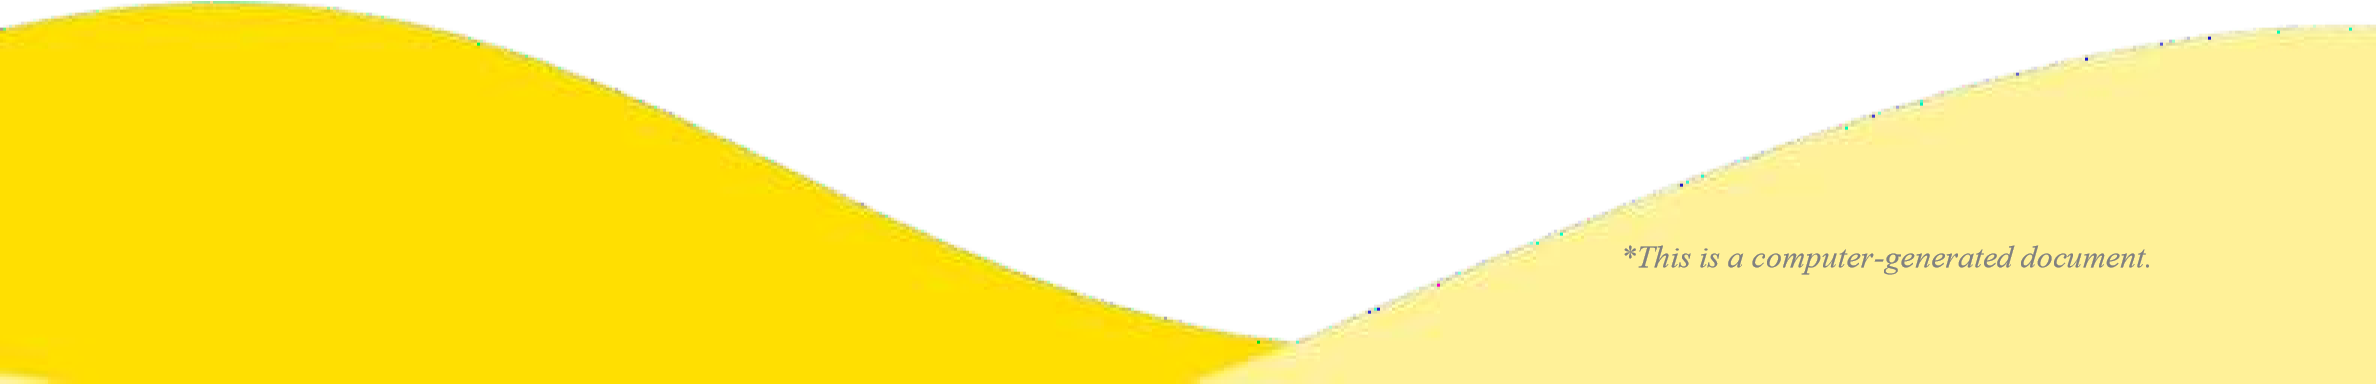 *This is a computer-generated document.